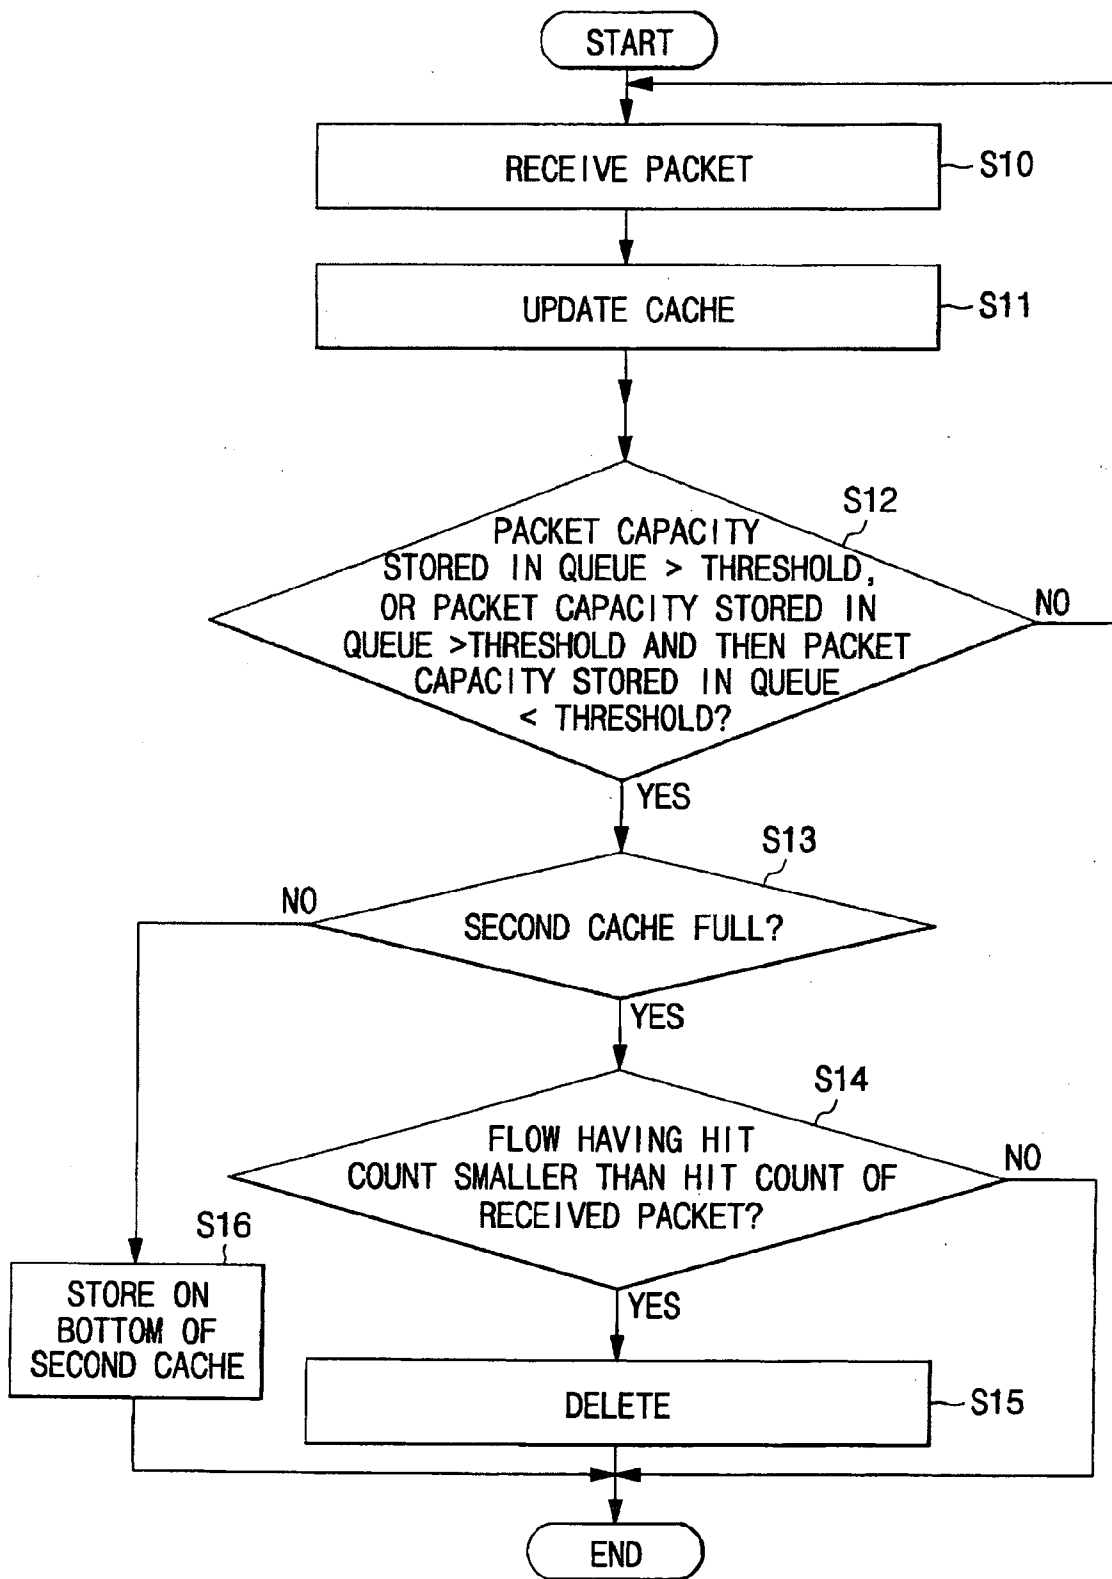 START
RECEIVE PACKET
S10
UPDATE CACHE
S11
S12
PACKET CAPACITY
STORED IN QUEUE > THRESHOLD,
OR PACKET CAPACITY STORED IN
QUEUE >THRESHOLD AND THEN PACKET
CAPACITY STORED IN QUEUE
< THRESHOLD?
NO
YES
S13
NO
SECOND CACHE FULL?
YES
S14
FLOW HAVING HIT
COUNT SMALLER THAN HIT COUNT OF
RECEIVED PACKET?
NO
S16
STORE ON
BOTTOM OF
SECOND CACHE
YES
DELETE
S15
END